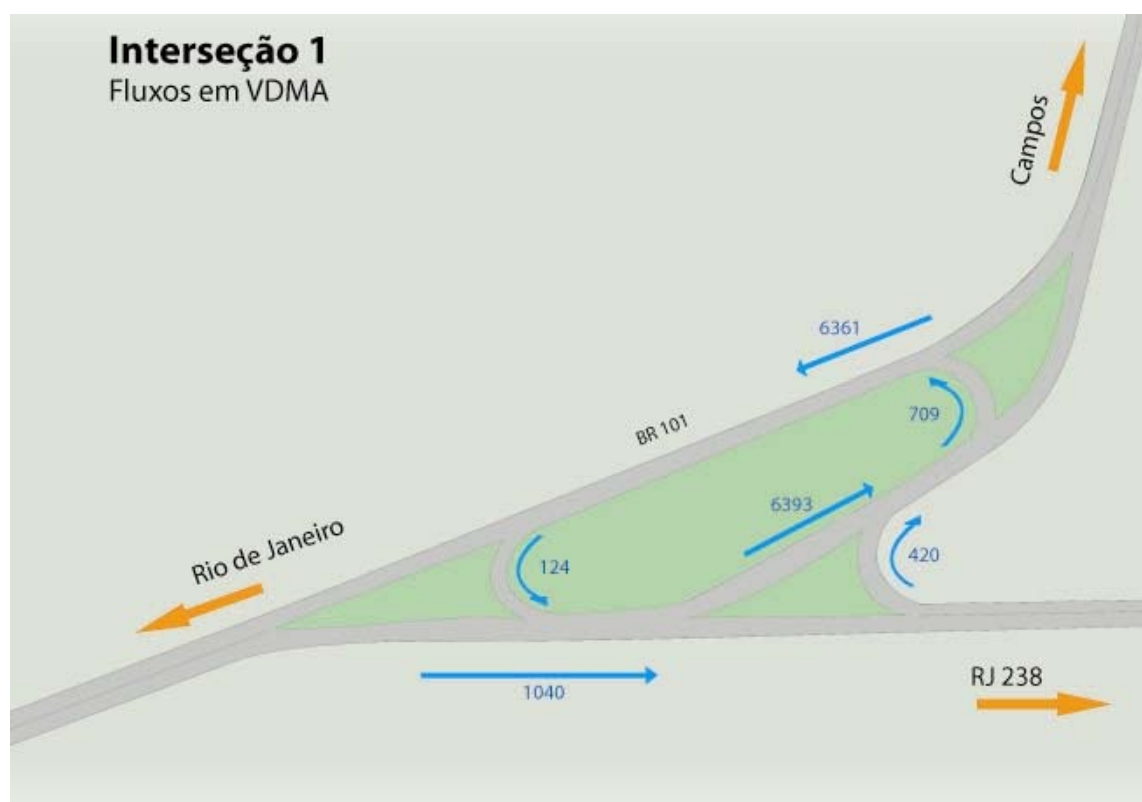 Interseção 1
Fluxos em VDMA
Campos
6361
709
BR 101
6393
Rio de Janeiro
124
420
RJ 238
1040